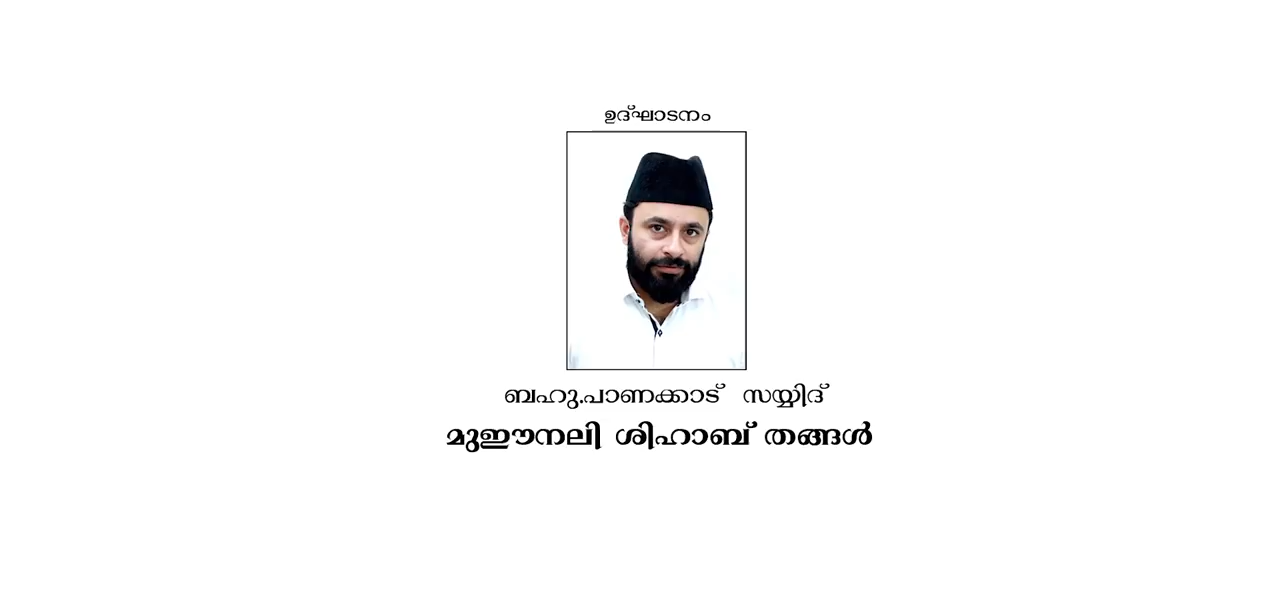 ഉദ്ഘാടനം
ബഹു.പാണക്കാട് സയ്യിദ്
മുഈനലി ശിഹാബ് തങ്ങൾ